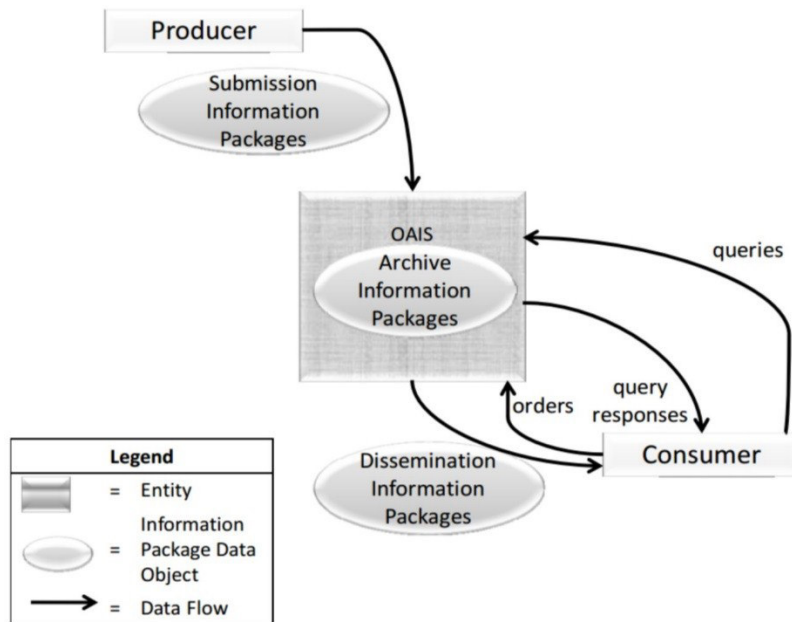 Producer
Submission
Information
Packages
OAIS
Archive
Information
Packages
queries
query
responses
orders
Consumer
Dissemination
Information
Packages
Legend
= Entity
Information
= Package Data
Object
= Data Flow